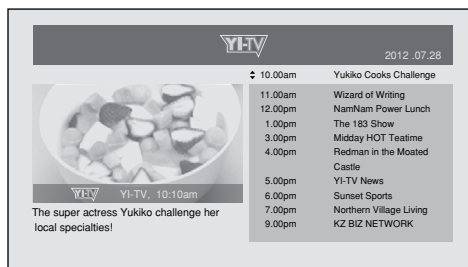 YI-TV
2012 .07.28
10.00am Yukiko Cooks Challenge
11.00am Wizard of Writing
12.00pm NamNam Power Lunch
1.00pm The 183 Show
3.00pm Midday HOT Teatime
4.00pm Redman in the Moated
Castle
5.00pm YI-TV News
6.00pm Sunset Sports
7.00pm Northern Village Living
9.00pm KZ BIZ NETWORK
YI-TV YI-TV, 10:10am
The super actress Yukiko challenge her
local specialties!